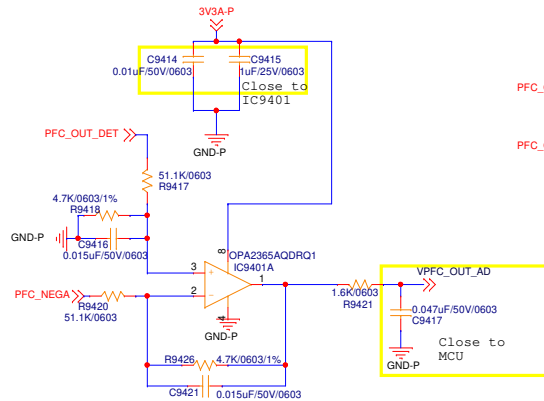 3V3A-P
C9414
0.01uF/50V/0603
C9415
1uF/25V/0603
Close to
IC9401
GND-P
PFC_OUT_DET
51.1K/0603
R9417
4.7K/0603/1%
R9418
GND-P
C9416
0.015uF/50V/0603
8
OPA2365AQDRQ1
IC9401A
3
+
1
2
-
4
GND-P
PFC_NEGA
R9420
51.1K/0603
R9426
4.7K/0603/1%
C9421
0.015uF/50V/0603
1.6K/0603
R9421
VPFC_OUT_AD
0.047uF/50V/0603
C9417
Close to
MCU
GND-P
PFC_
PFC_